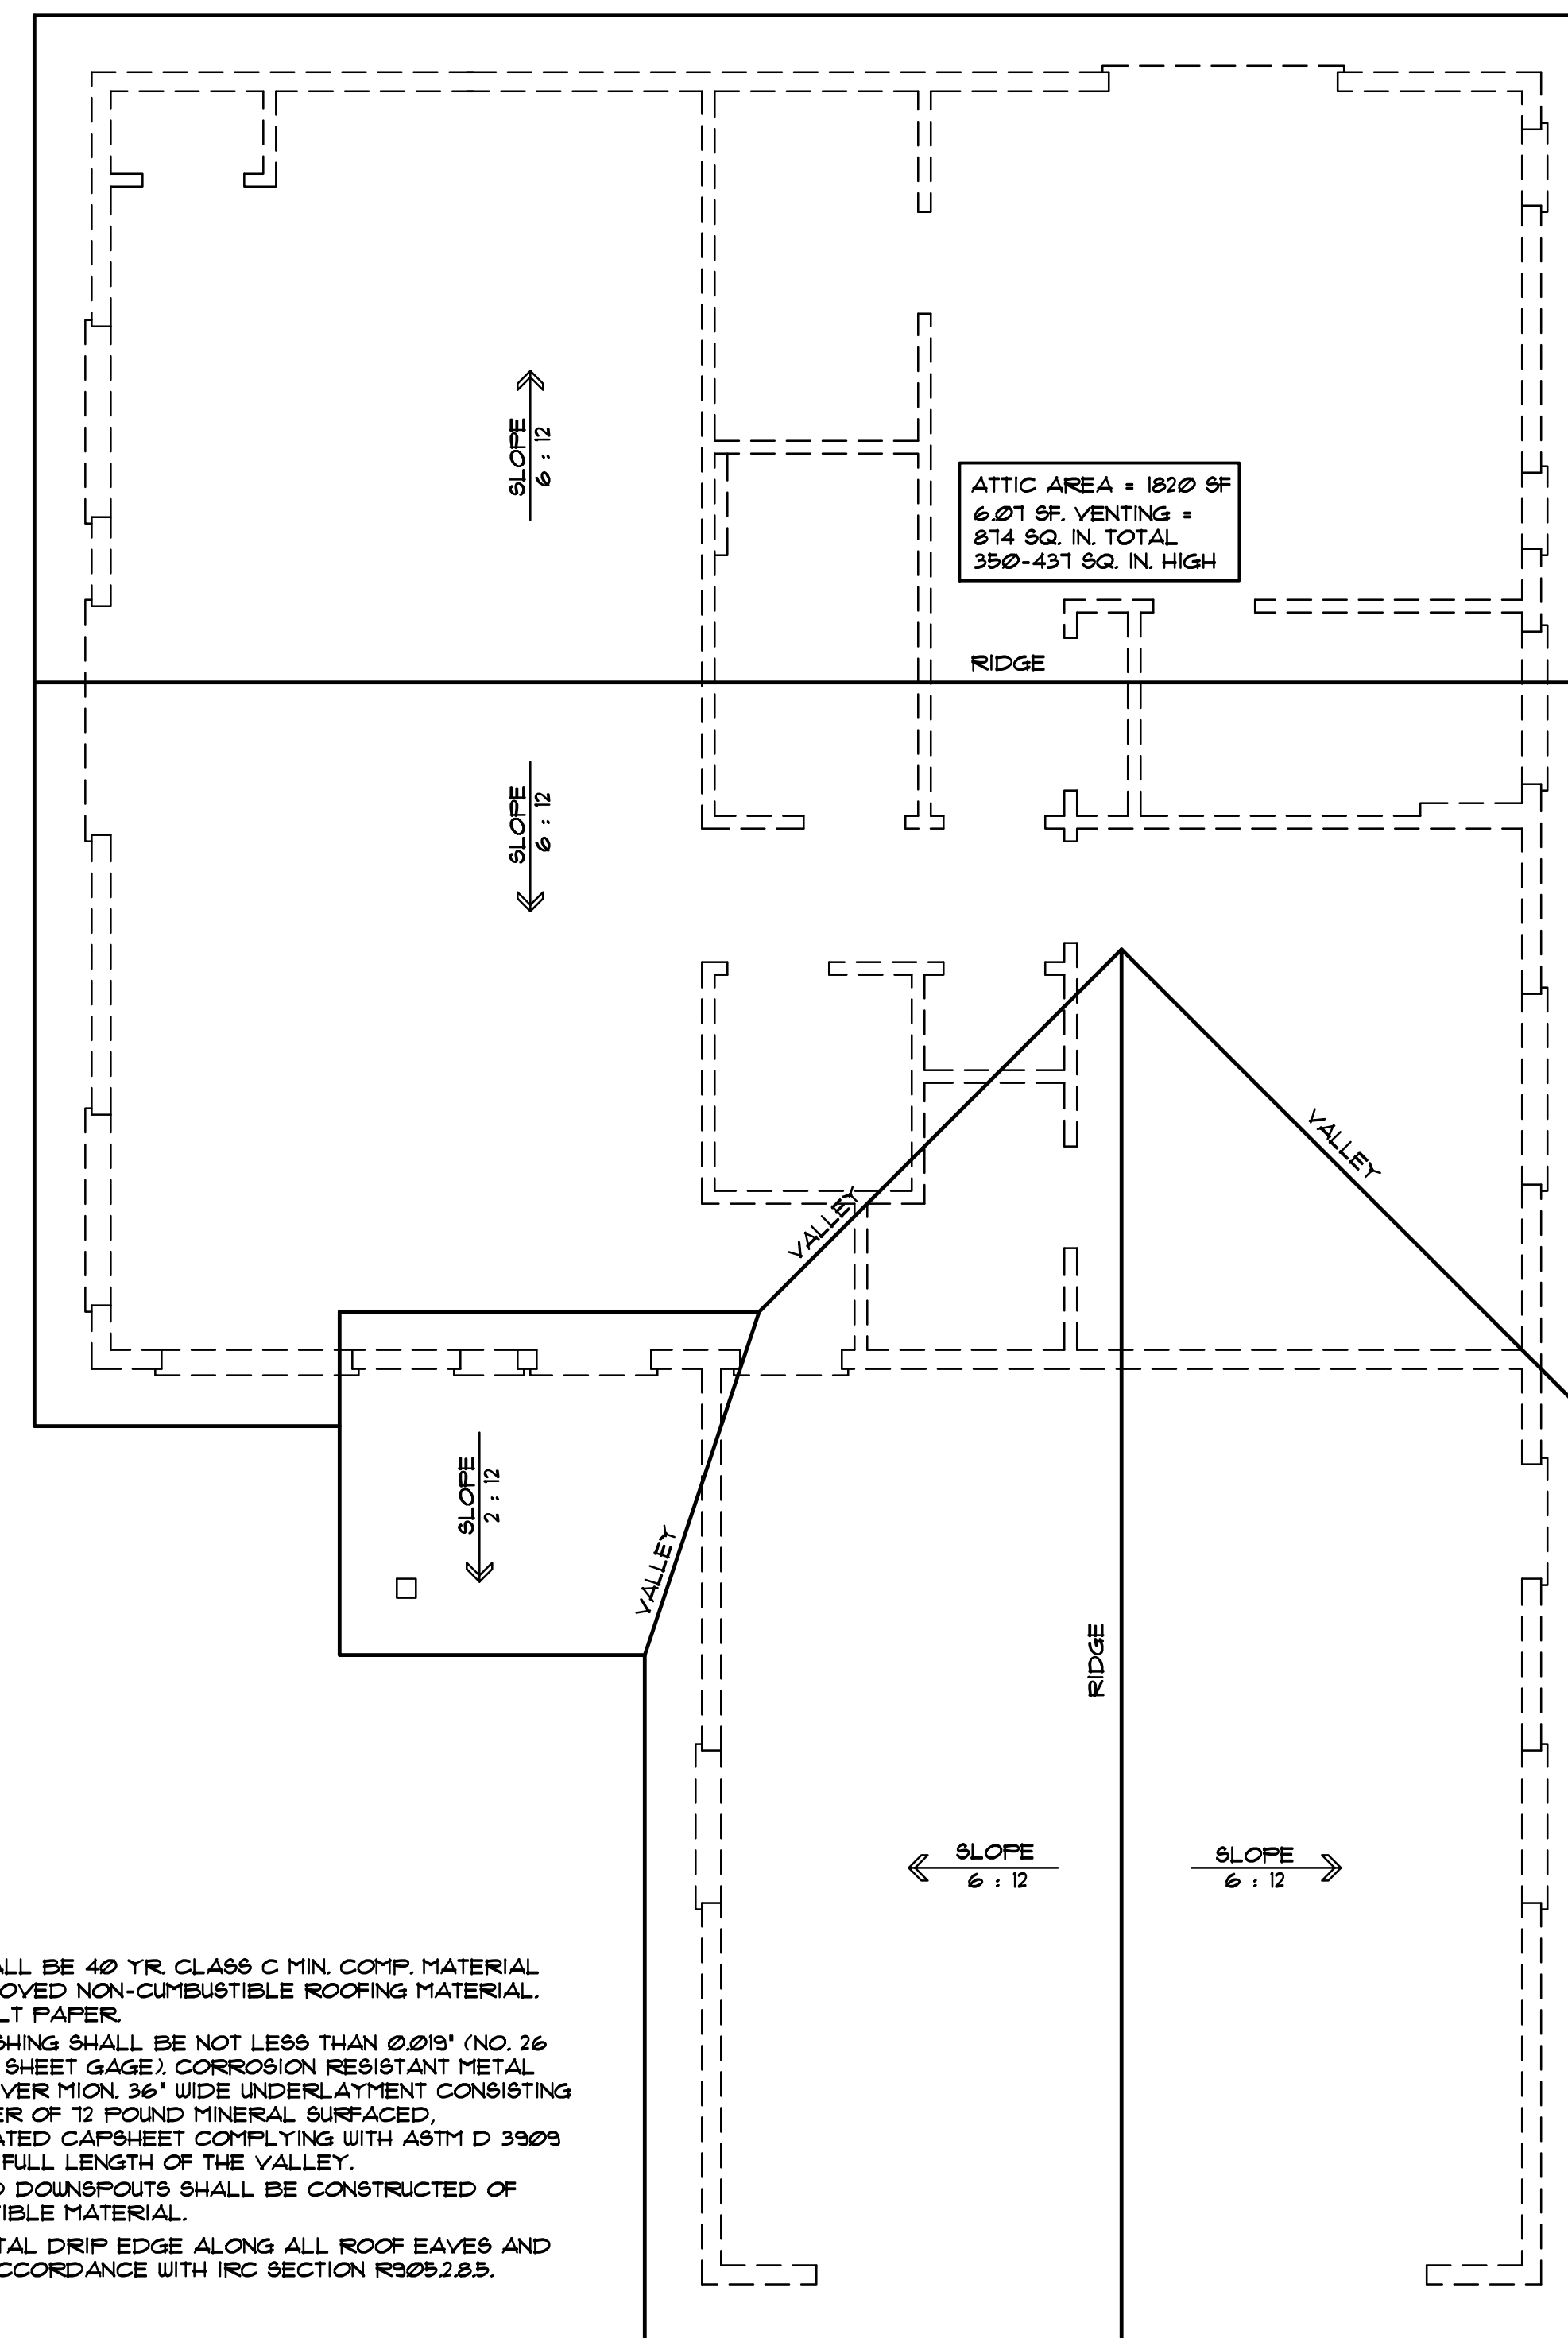 SLOPE
6 : 12
ATTIC AREA = 1820 SF
6.07 SF. VENTING =
874 SQ. IN. TOTAL
350-437 SQ. IN. HIGH
RIDGE
SLOPE
6 : 12
VALLEY
VALLEY
SLOPE
2 : 12
VALLEY
RIDGE
SLOPE
6 : 12
SLOPE
6 : 12
ALL BE 40 YR. CLASS C MIN. COMP. MATERIAL
OVED NON-CUMBUSTIBLE ROOFING MATERIAL.
LT PAPER.
SHING SHALL BE NOT LESS THAN 0.019" (NO. 26
SHEET GAGE). CORROSION RESISTANT METAL
VER MION. 36" WIDE UNDERLAYMENT CONSISTING
ER OF 72 POUND MINERAL SURFACED,
ATED CAPSHEET COMPLYING WITH ASTM D 3909
FULL LENGTH OF THE VALLEY.
D DOWNSPOUTS SHALL BE CONSTRUCTED OF
TIBLE MATERIAL.
TAL DRIP EDGE ALONG ALL ROOF EAVES AND
CCORDANCE WITH IRC SECTION R905.2.8.5.